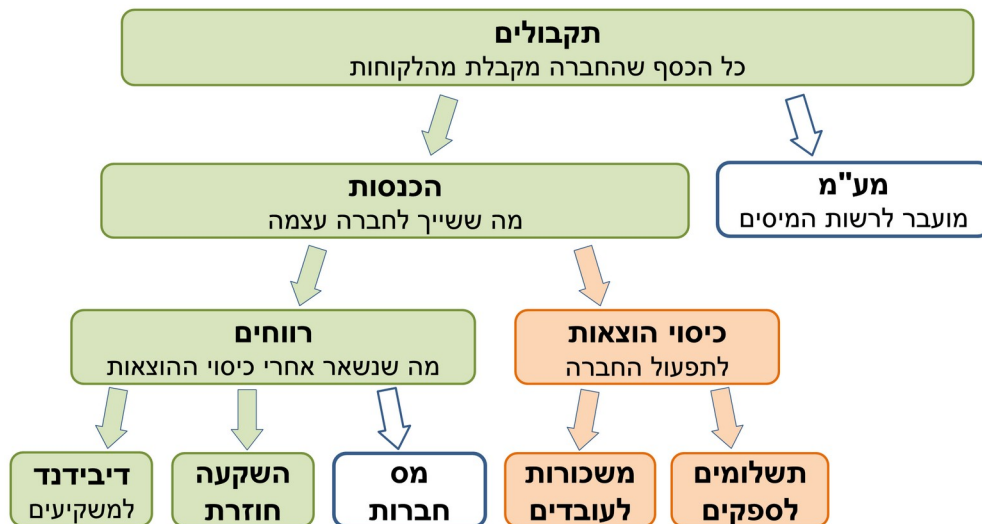 תקבולים
כל הכסף שהחברה מקבלת מהלקוחות
הכנסות
מה ששייך לחברה עצמה
מע"מ
מועבר לרשות המיסים
כיסוי הוצאות
לתפעול החברה
רווחים
מה שנשאר אחרי כיסוי ההוצאות
תשלומים
לספקים
משכורות
לעובדים
מס
חברות
השקעה
חוזרת
דיבידנד
למשקיעים